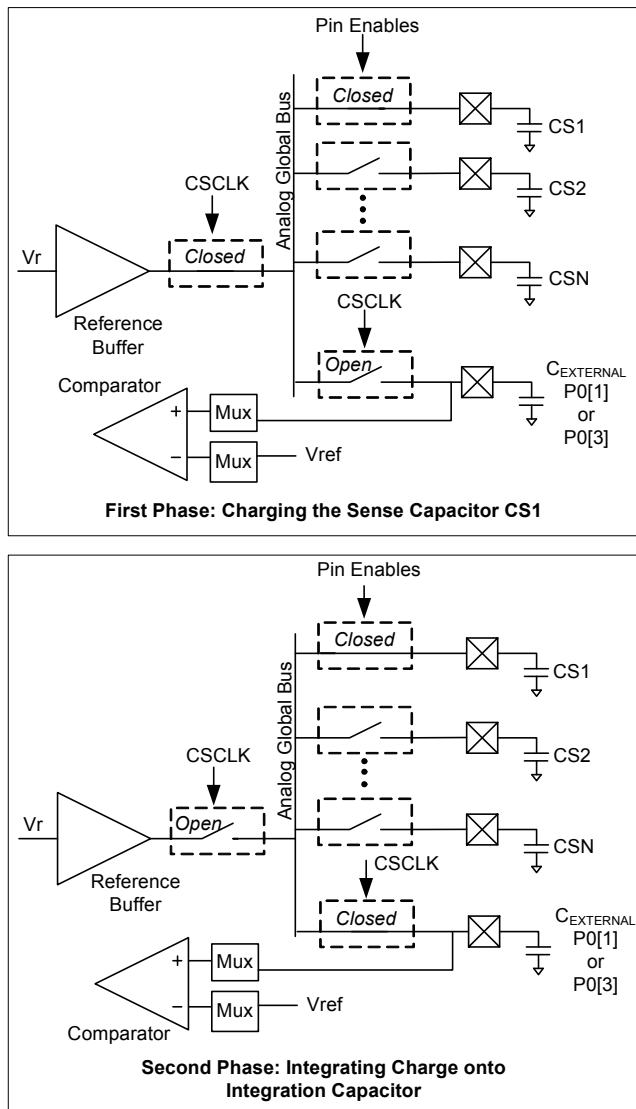 Pin Enables
Closed
CS1
Analog Global Bus
CSCLK
CS2
Vr
Closed
CSN
Reference
Buffer
CSCLK
Open
Comparator
CEXTERNAL
P0[1]
or
P0[3]
+
Mux
−
Mux
Vref
First Phase: Charging the Sense Capacitor CS1
Pin Enables
Closed
CS1
Analog Global Bus
CSCLK
CS2
Vr
Open
CSN
Reference
Buffer
CSCLK
Closed
CEXTERNAL
P0[1]
or
P0[3]
+
Mux
−
Mux
Vref
Comparator
Second Phase: Integrating Charge onto
Integration Capacitor